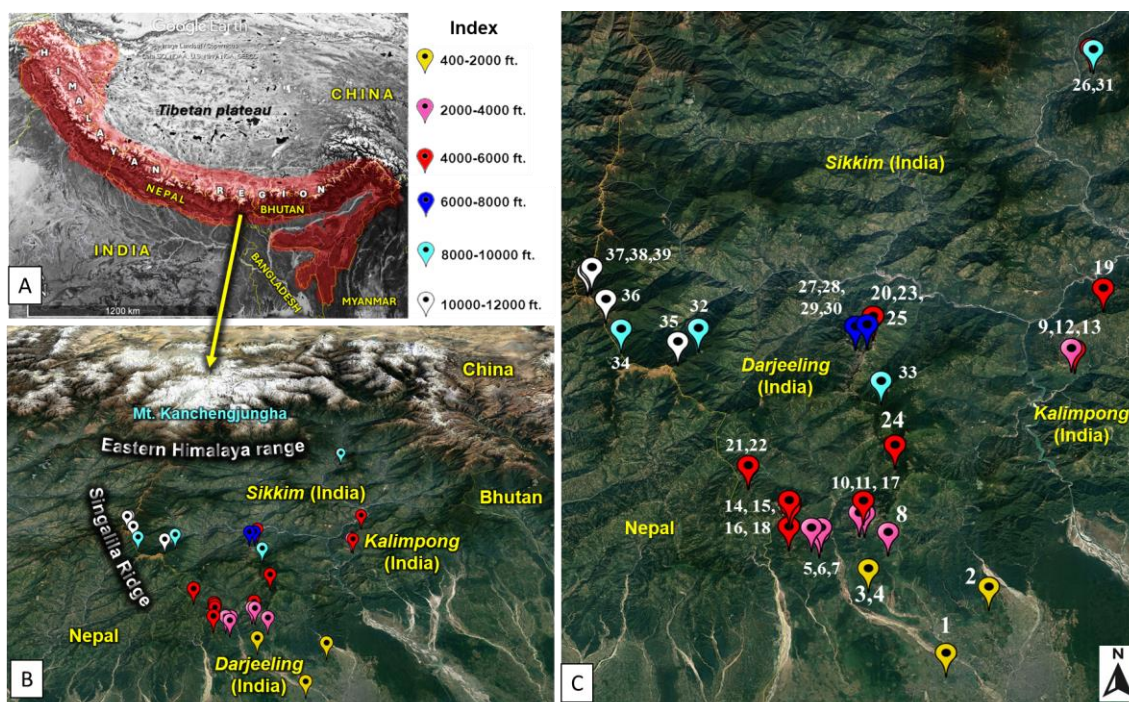 Google Earth
Index
400-2000 ft.
2000-4000 ft.
4000-6000 ft.
6000-8000 ft.
8000-10000 ft.
10000-12000 ft.
HIMALAYAN REGION
Tibetan plateau
CHINA
NEPAL
BHUTAN
INDIA
BANGLADESH
MYANMAR
A
1200 km
China
Mt. Kanchengjungha
Eastern Himalaya range
Singalila Ridge
Sikkim (India)
Bhutan
Kalimpong
(India)
Nepal
Darjeeling
(India)
B
26,31
Sikkim (India)
37,38,39
36
34
35
32
27,28,
29,30
20,23,
25
19
9,12,13
Darjeeling
(India)
33
Kalimpong
(India)
24
21,22
14, 15,
16, 18
10,11, 17
8
Nepal
5,6,7
3,4
2
1
N
C